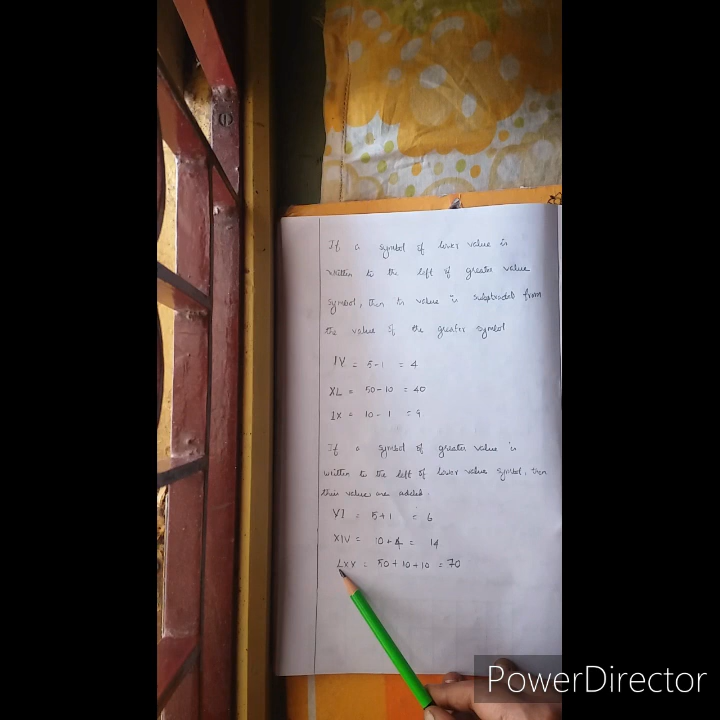 If a symbol of lower value is
written to the left of greater value
symbol, then its value is subtracted from
the value of the greater symbol
IV = 5-1 = 4
XL = 50-10 = 40
IX = 10-1 = 9
If a symbol of greater value is
written to the left of lower value symbol, then
their value are added.
VI = 5+1 = 6
XIV = 10+4 = 14
LXX = 50+10+10 = 70
PowerDirector